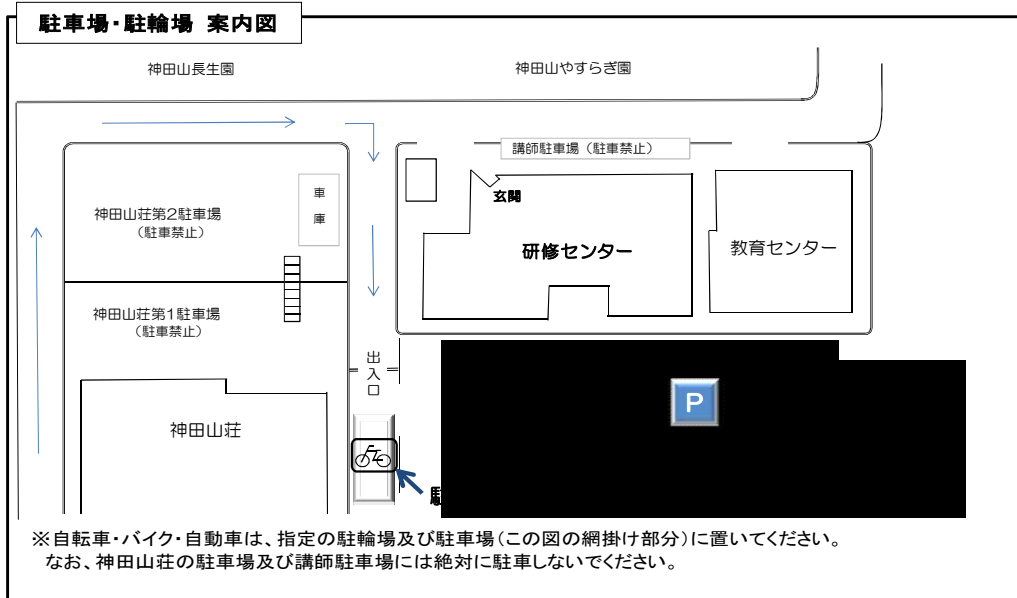 駐車場・駐輪場 案内図
神田山長生園
神田山やすらぎ園
講師駐車場（駐車禁止）
車庫
玄関
神田山荘第2駐車場
（駐車禁止）
研修センター
教育センター
神田山荘第1駐車場
（駐車禁止）
出入口
P
神田山荘
駐
※自転車・バイク・自動車は、指定の駐輪場及び駐車場（この図の網掛け部分）に置いてください。
なお、神田山荘の駐車場及び講師駐車場には絶対に駐車しないでください。